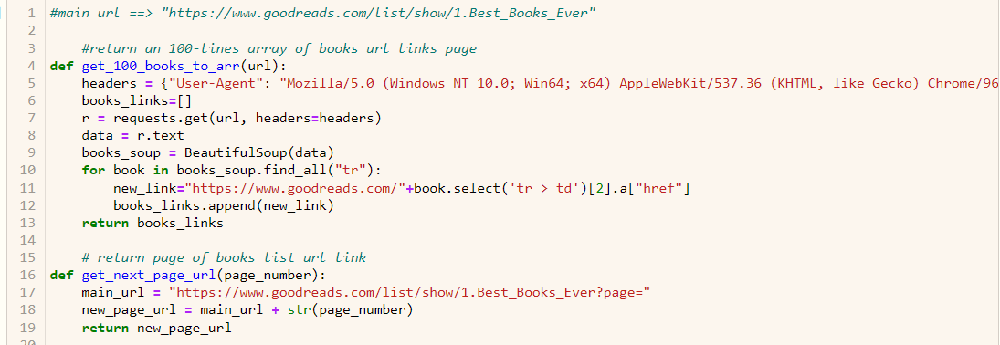 1 #main url ==> "https://www.goodreads.com/list/show/1.Best_Books_Ever"
2
3     #return an 100-lines array of books url links page
4 def get_100_books_to_arr(url):
5     headers = {"User-Agent": "Mozilla/5.0 (Windows NT 10.0; Win64; x64) AppleWebKit/537.36 (KHTML, like Gecko) Chrome/96
6     books_links=[]
7     r = requests.get(url, headers=headers)
8     data = r.text
9     books_soup = BeautifulSoup(data)
10     for book in books_soup.find_all("tr"):
11         new_link="https://www.goodreads.com/"+book.select('tr > td')[2].a["href"]
12         books_links.append(new_link)
13     return books_links
14
15     # return page of books list url link
16 def get_next_page_url(page_number):
17     main_url = "https://www.goodreads.com/list/show/1.Best_Books_Ever?page="
18     new_page_url = main_url + str(page_number)
19     return new_page_url
20